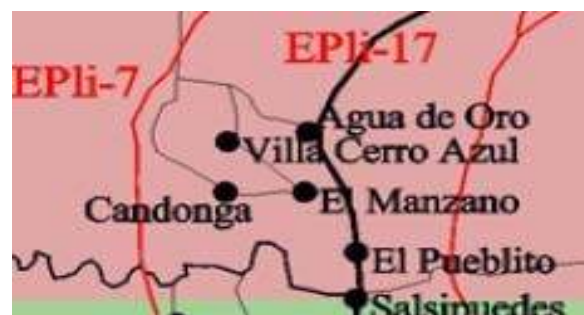 EPli-17
EPli-7
Agua de Oro
Villa Cerro Azul
Candonga
El Manzano
El Pueblito
Salsipuedes